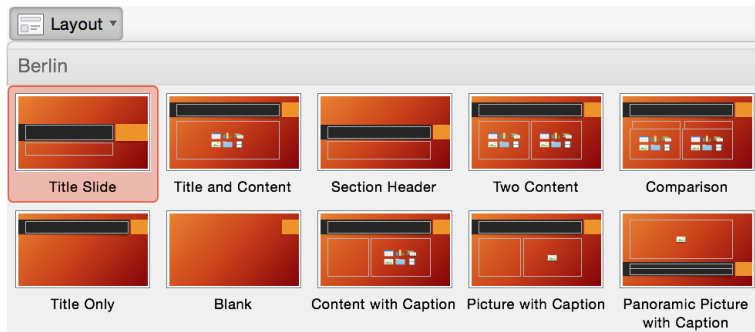 Layout
Berlin
Title Slide
Title and Content
Section Header
Two Content
Comparison
Title Only
Blank
Content with Caption
Picture with Caption
Panoramic Picture
with Caption